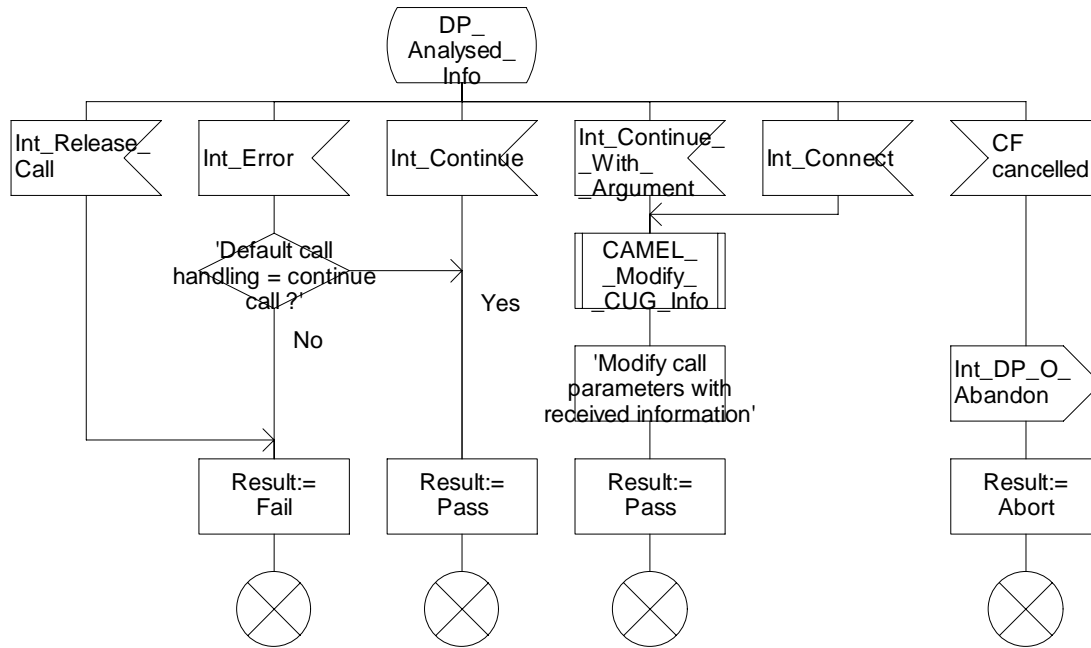 DP_
Analysed_
Info
Int_Release_
Call
Int_Error
Int_Continue
Int_Continue_
_With_
_Argument
Int_Connect
CF
cancelled
'Default call
handling = continue
call ?'
Yes
No
CAMEL_
_Modify_
_CUG_Info
'Modify call
parameters with
received information'
Int_DP_O_
Abandon
Result:=
Fail
Result:=
Pass
Result:=
Pass
Result:=
Abort